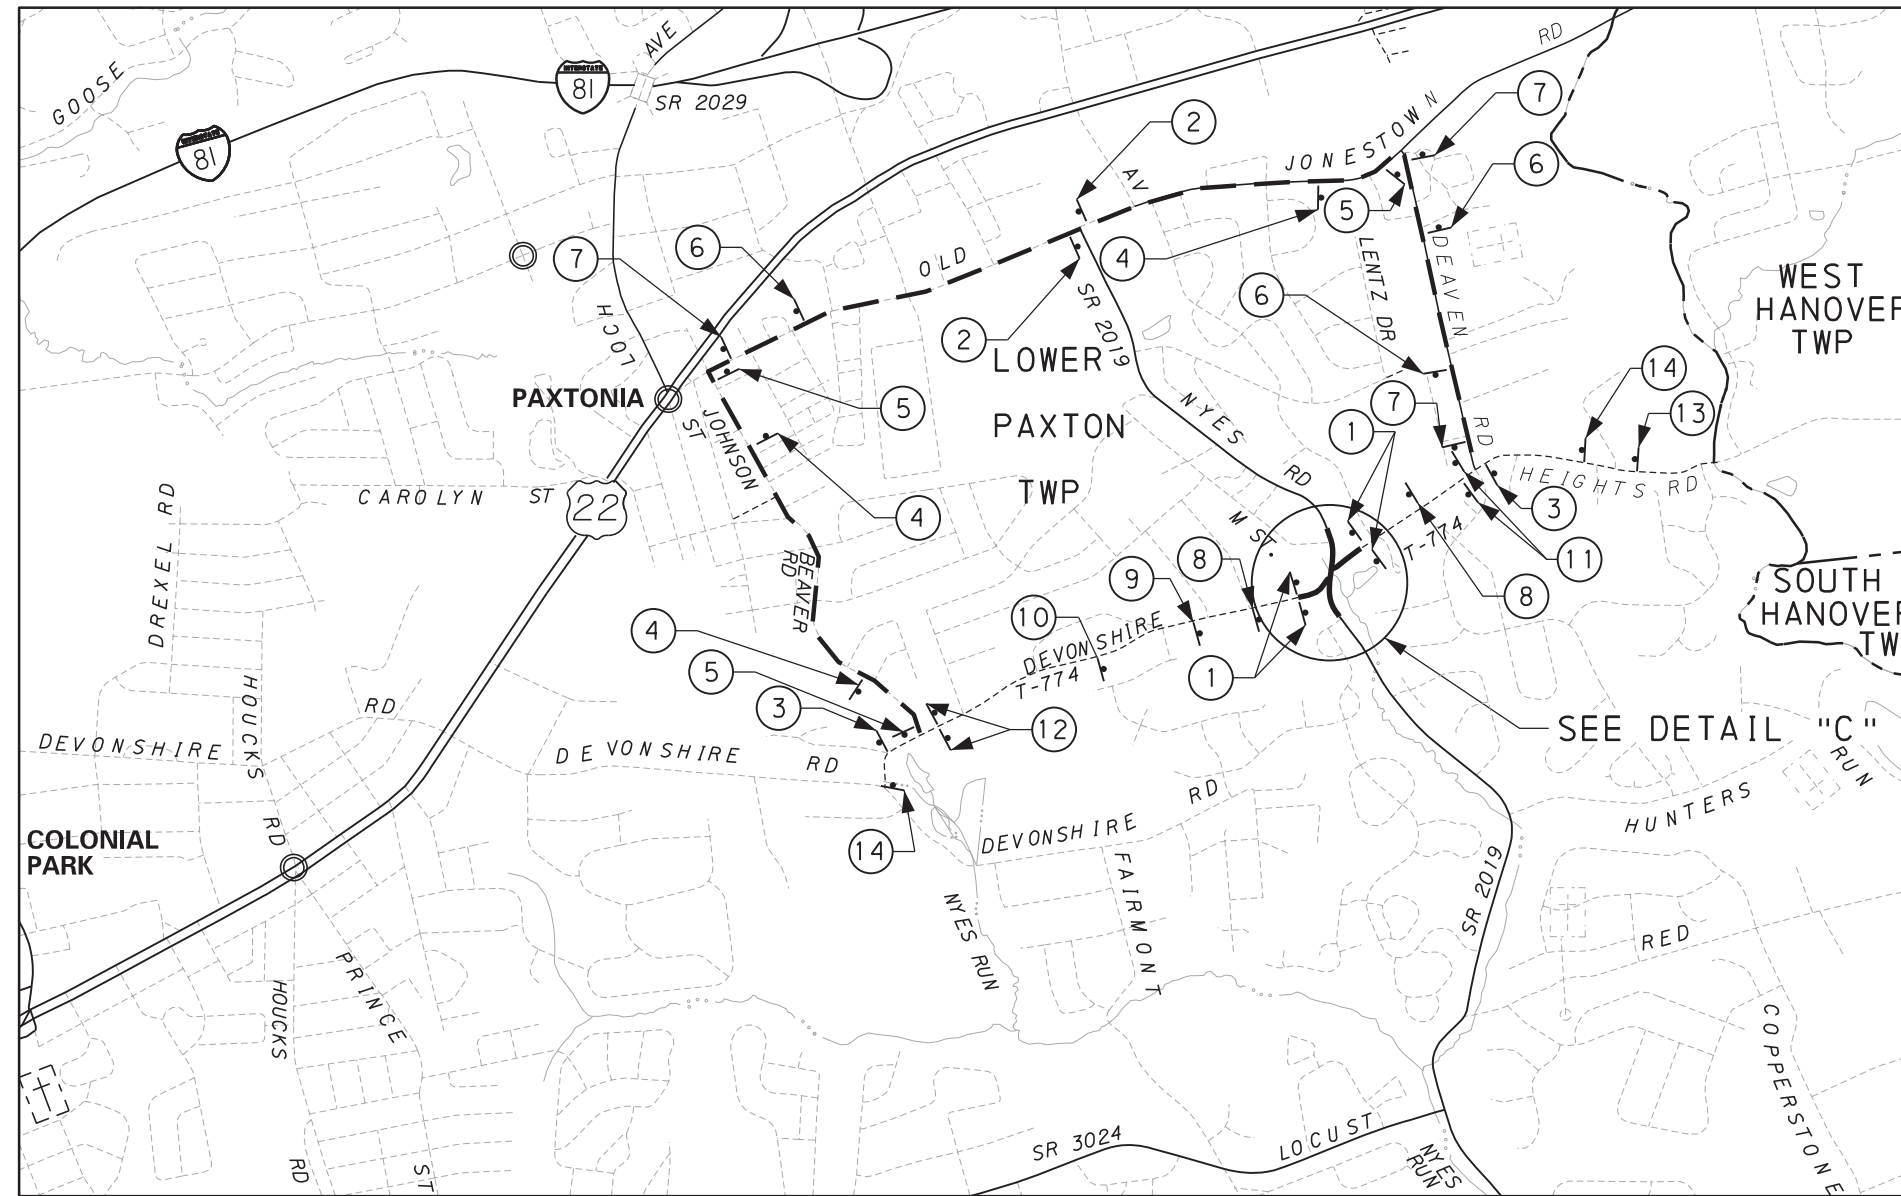 GOOSE
INTERSTATE
81
INTERSTATE
81
AVE
SR 2029
RD
7
2
JONESTOWN
6
AV
5
7
6
4
OLD
LOCH
LENTZ DR
DEAVEN
RD
WEST
HANOVER
TWP
6
2
SR 2019
LOWER
PAXTON
TWP
PAXTONIA
ST
JOHNSON
5
NYES
RD
7
1
14
13
HEIGHTS RD
3
CAROLYN ST
22
4
DREXEL RD
M ST
T-774
11
8
8
9
BEAVER
RD
SOUTH
HANOVER
TW
10
DEVONSHIRE
T-774
1
4
5
3
12
SEE DETAIL "C"
HOUCKS
RD
RD
DEVONSHIRE
DEVONSHIRE RD
14
RD
DEVONSHIRE
HUNTERS
RUN
COLONIAL
PARK
FAIRMONT
NYES RUN
SR 2019
RED
PRINCE
ST
HOUCKS
RD
COPPERSTONE
SR 3024
LOCUST
NYES
RUN